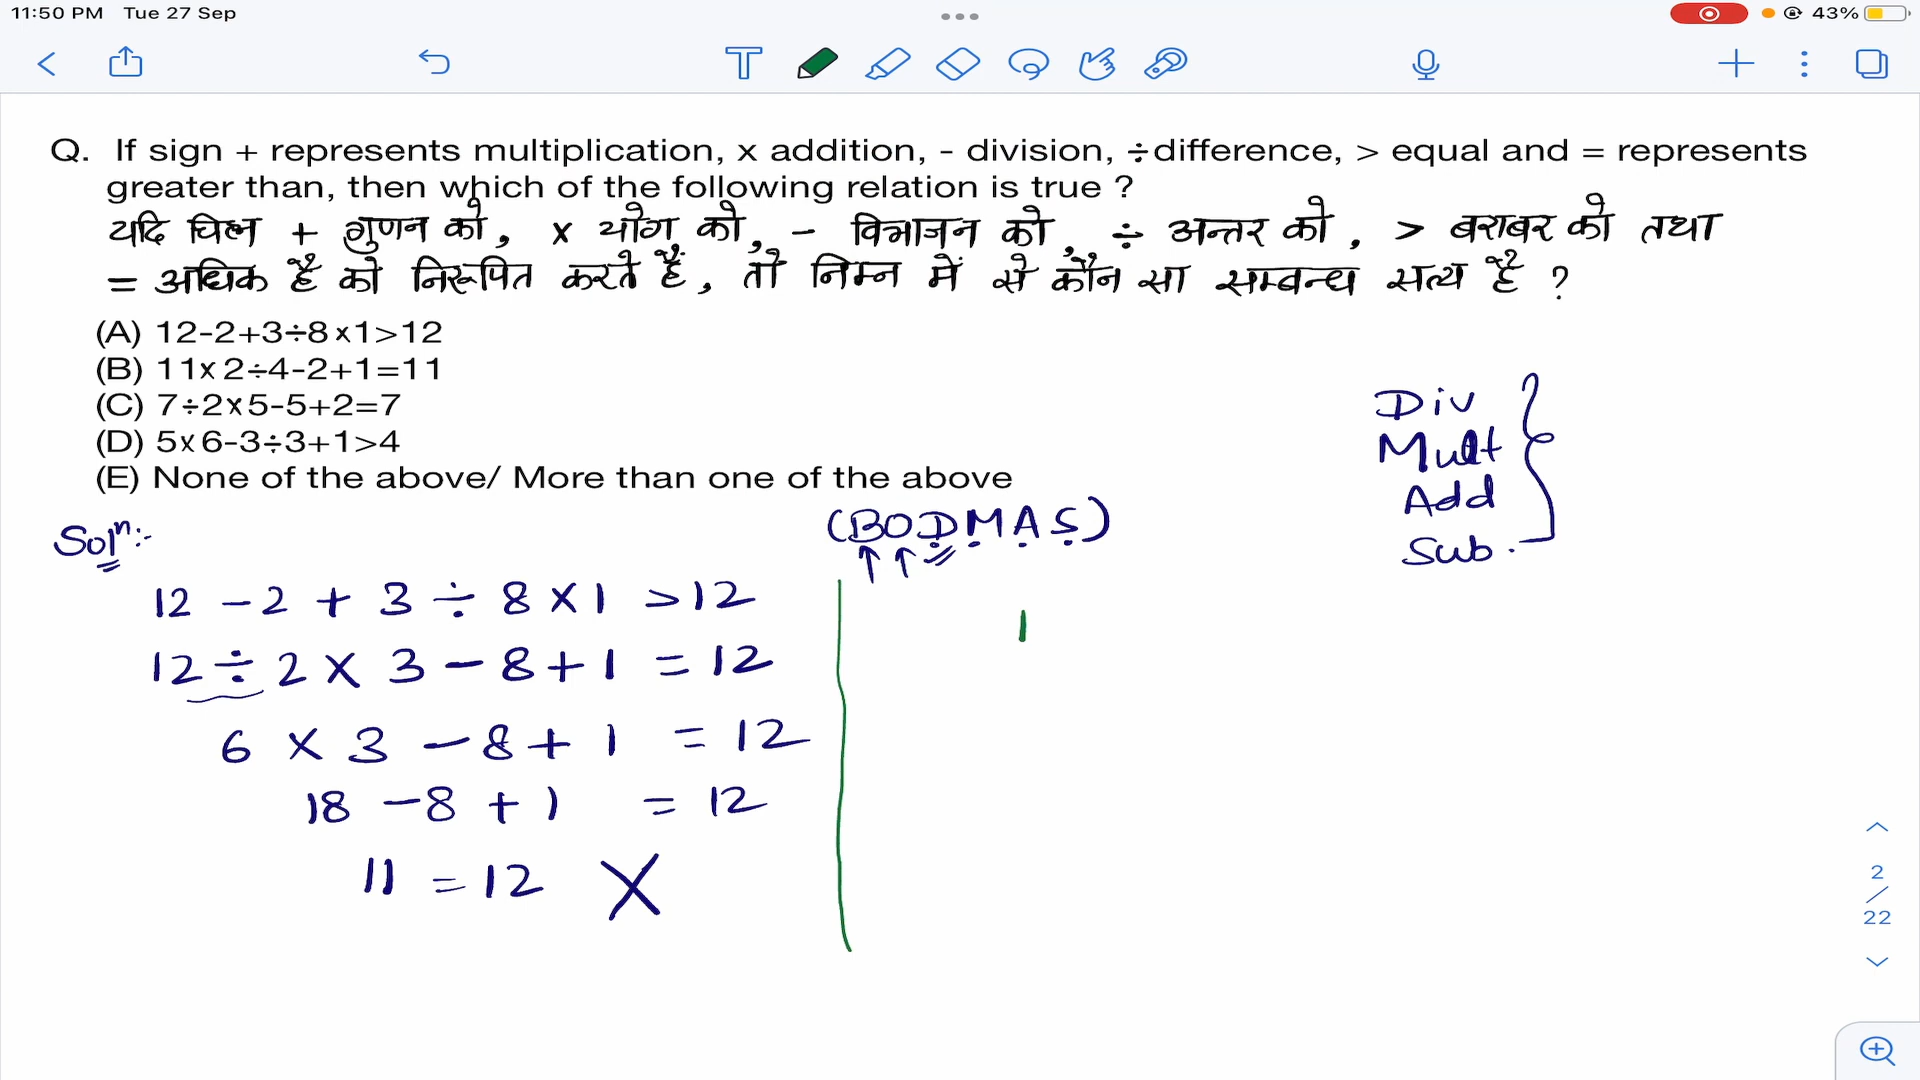 11:50 PM Tue 27 Sep
43%
Q. If sign + represents multiplication, x addition, - division, ÷difference, > equal and = represents
greater than, then which of the following relation is true ?
यदि चिह्न + गुणन को, x योग को, - विभाजन को, ÷ अन्तर को, > बराबर को तथा
= अधिक है को निरूपित करते हैं, तो निम्न में से कौन सा सम्बन्ध सत्य है ?
(A) 12-2+3÷8x1>12
(B) 11x2÷4-2+1=11
(C) 7÷2x5-5+2=7
(D) 5x6-3÷3+1>4
(E) None of the above/ More than one of the above
Div
Mult
Add
Sub.
Solⁿ:-
(BODMAS)
12 - 2 + 3 ÷ 8 X 1 > 12
12 ÷ 2 X 3 - 8 + 1 = 12
6 X 3 - 8 + 1 = 12
18 - 8 + 1 = 12
11 = 12 X
1
2
/
22